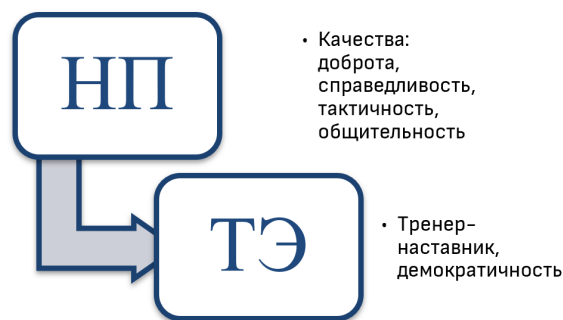 НП
• Качества:
доброта,
справедливость,
тактичность,
общительность
ТЭ
• Тренер-
наставник,
демократичность